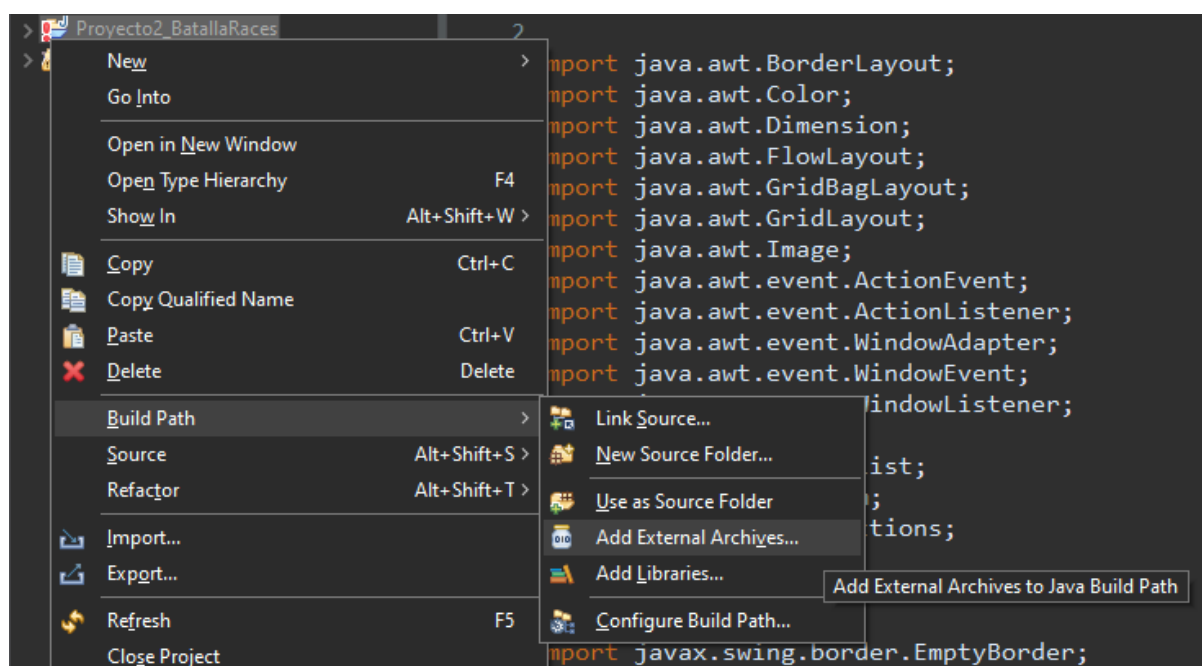 Proyecto2_BatallaRaces
2
New
Go Into
Open in New Window
Open Type Hierarchy F4
Show In Alt+Shift+W >
Copy Ctrl+C
Copy Qualified Name
Paste Ctrl+V
Delete Delete
Build Path
Source Alt+Shift+S >
Refactor Alt+Shift+T >
Import...
Export...
Refresh F5
Close Project
Link Source...
New Source Folder...
Use as Source Folder
Add External Archives...
Add Libraries...
Configure Build Path...
Add External Archives to Java Build Path
mport java.awt.BorderLayout;
mport java.awt.Color;
mport java.awt.Dimension;
mport java.awt.FlowLayout;
mport java.awt.GridBagLayout;
mport java.awt.GridLayout;
mport java.awt.Image;
mport java.awt.event.ActionEvent;
mport java.awt.event.ActionListener;
mport java.awt.event.WindowAdapter;
mport java.awt.event.WindowEvent;
WindowListener;
ist;
;
tions;
mport javax.swing.border.EmptyBorder;